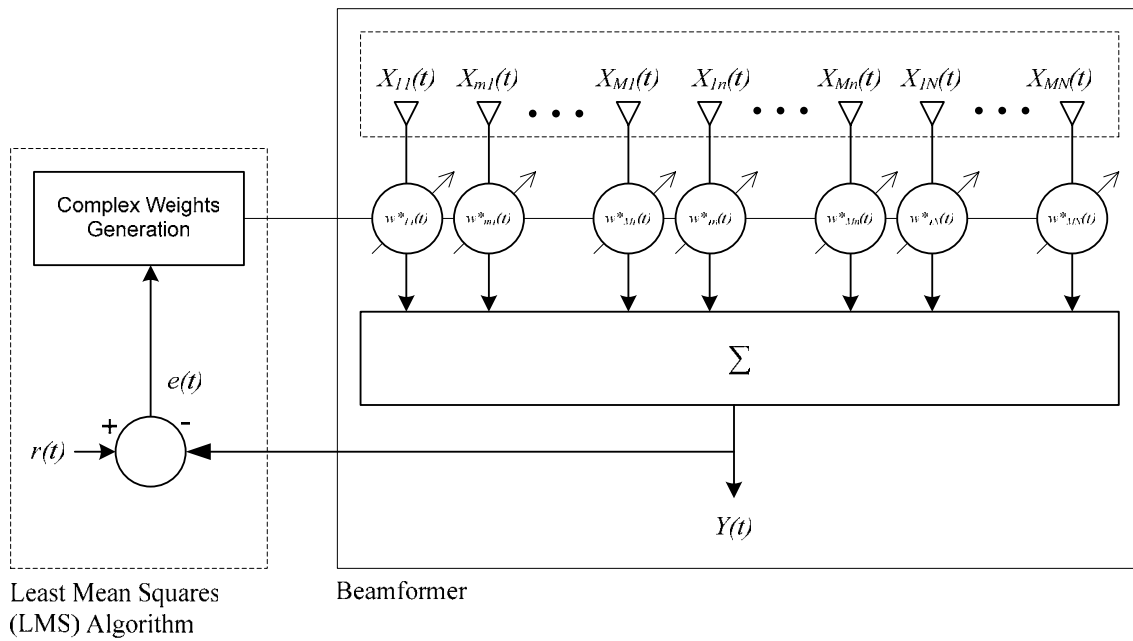 X11(t) Xm1(t) XM1(t) X1n(t) XMn(t) X1N(t) XMN(t)
• • • • • • • • •
Complex Weights
Generation
w*11(t) w*m1(t) w*M1(t) w*1n(t) w*Mn(t) w*1N(t) w*MN(t)
∑
e(t)
+ -
r(t)
Y(t)
Least Mean Squares
(LMS) Algorithm
Beamformer